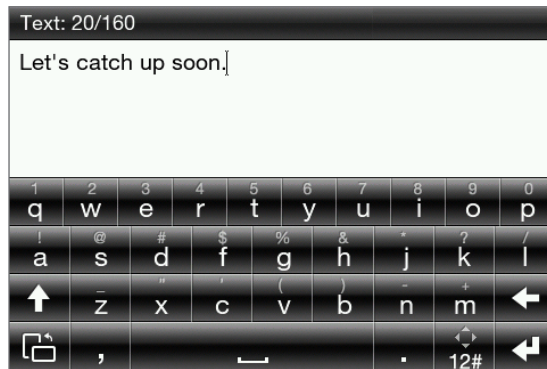 Text: 20/160
Let's catch up soon.
1 2 3 4 5 6 7 8 9 0
q w e r t y u i o p
! @ # $ % & * ? /
a s d f g h j k l
_ " ' ( ) - +
z x c v b n m
, . 12#